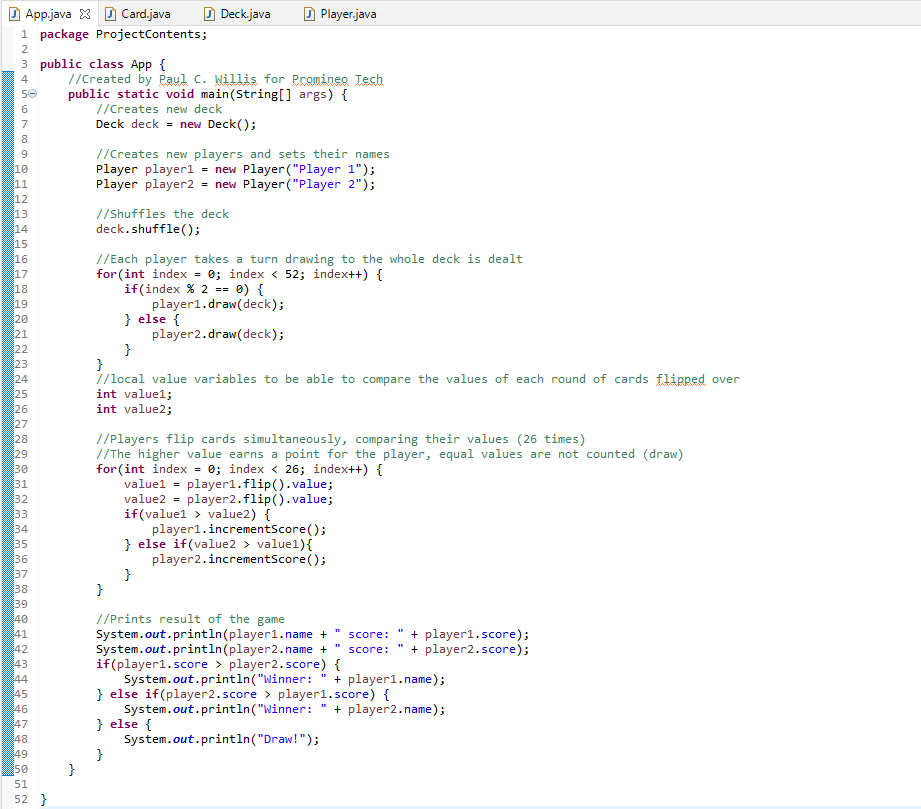 App.java Card.java Deck.java Player.java
1 package ProjectContents;
2
3 public class App {
4     //Created by Paul C. Willis for Promineo Tech
5     public static void main(String[] args) {
6         //Creates new deck
7         Deck deck = new Deck();
8
9         //Creates new players and sets their names
10         Player player1 = new Player("Player 1");
11         Player player2 = new Player("Player 2");
12
13         //Shuffles the deck
14         deck.shuffle();
15
16         //Each player takes a turn drawing to the whole deck is dealt
17         for(int index = 0; index < 52; index++) {
18             if(index % 2 == 0) {
19                 player1.draw(deck);
20             } else {
21                 player2.draw(deck);
22             }
23         }
24         //local value variables to be able to compare the values of each round of cards flipped over
25         int value1;
26         int value2;
27
28         //Players flip cards simultaneously, comparing their values (26 times)
29         //The higher value earns a point for the player, equal values are not counted (draw)
30         for(int index = 0; index < 26; index++) {
31             value1 = player1.flip().value;
32             value2 = player2.flip().value;
33             if(value1 > value2) {
34                 player1.incrementScore();
35             } else if(value2 > value1){
36                 player2.incrementScore();
37             }
38         }
39
40         //Prints result of the game
41         System.out.println(player1.name + " score: " + player1.score);
42         System.out.println(player2.name + " score: " + player2.score);
43         if(player1.score > player2.score) {
44             System.out.println("Winner: " + player1.name);
45         } else if(player2.score > player1.score) {
46             System.out.println("Winner: " + player2.name);
47         } else {
48             System.out.println("Draw!");
49         }
50     }
51
52 }